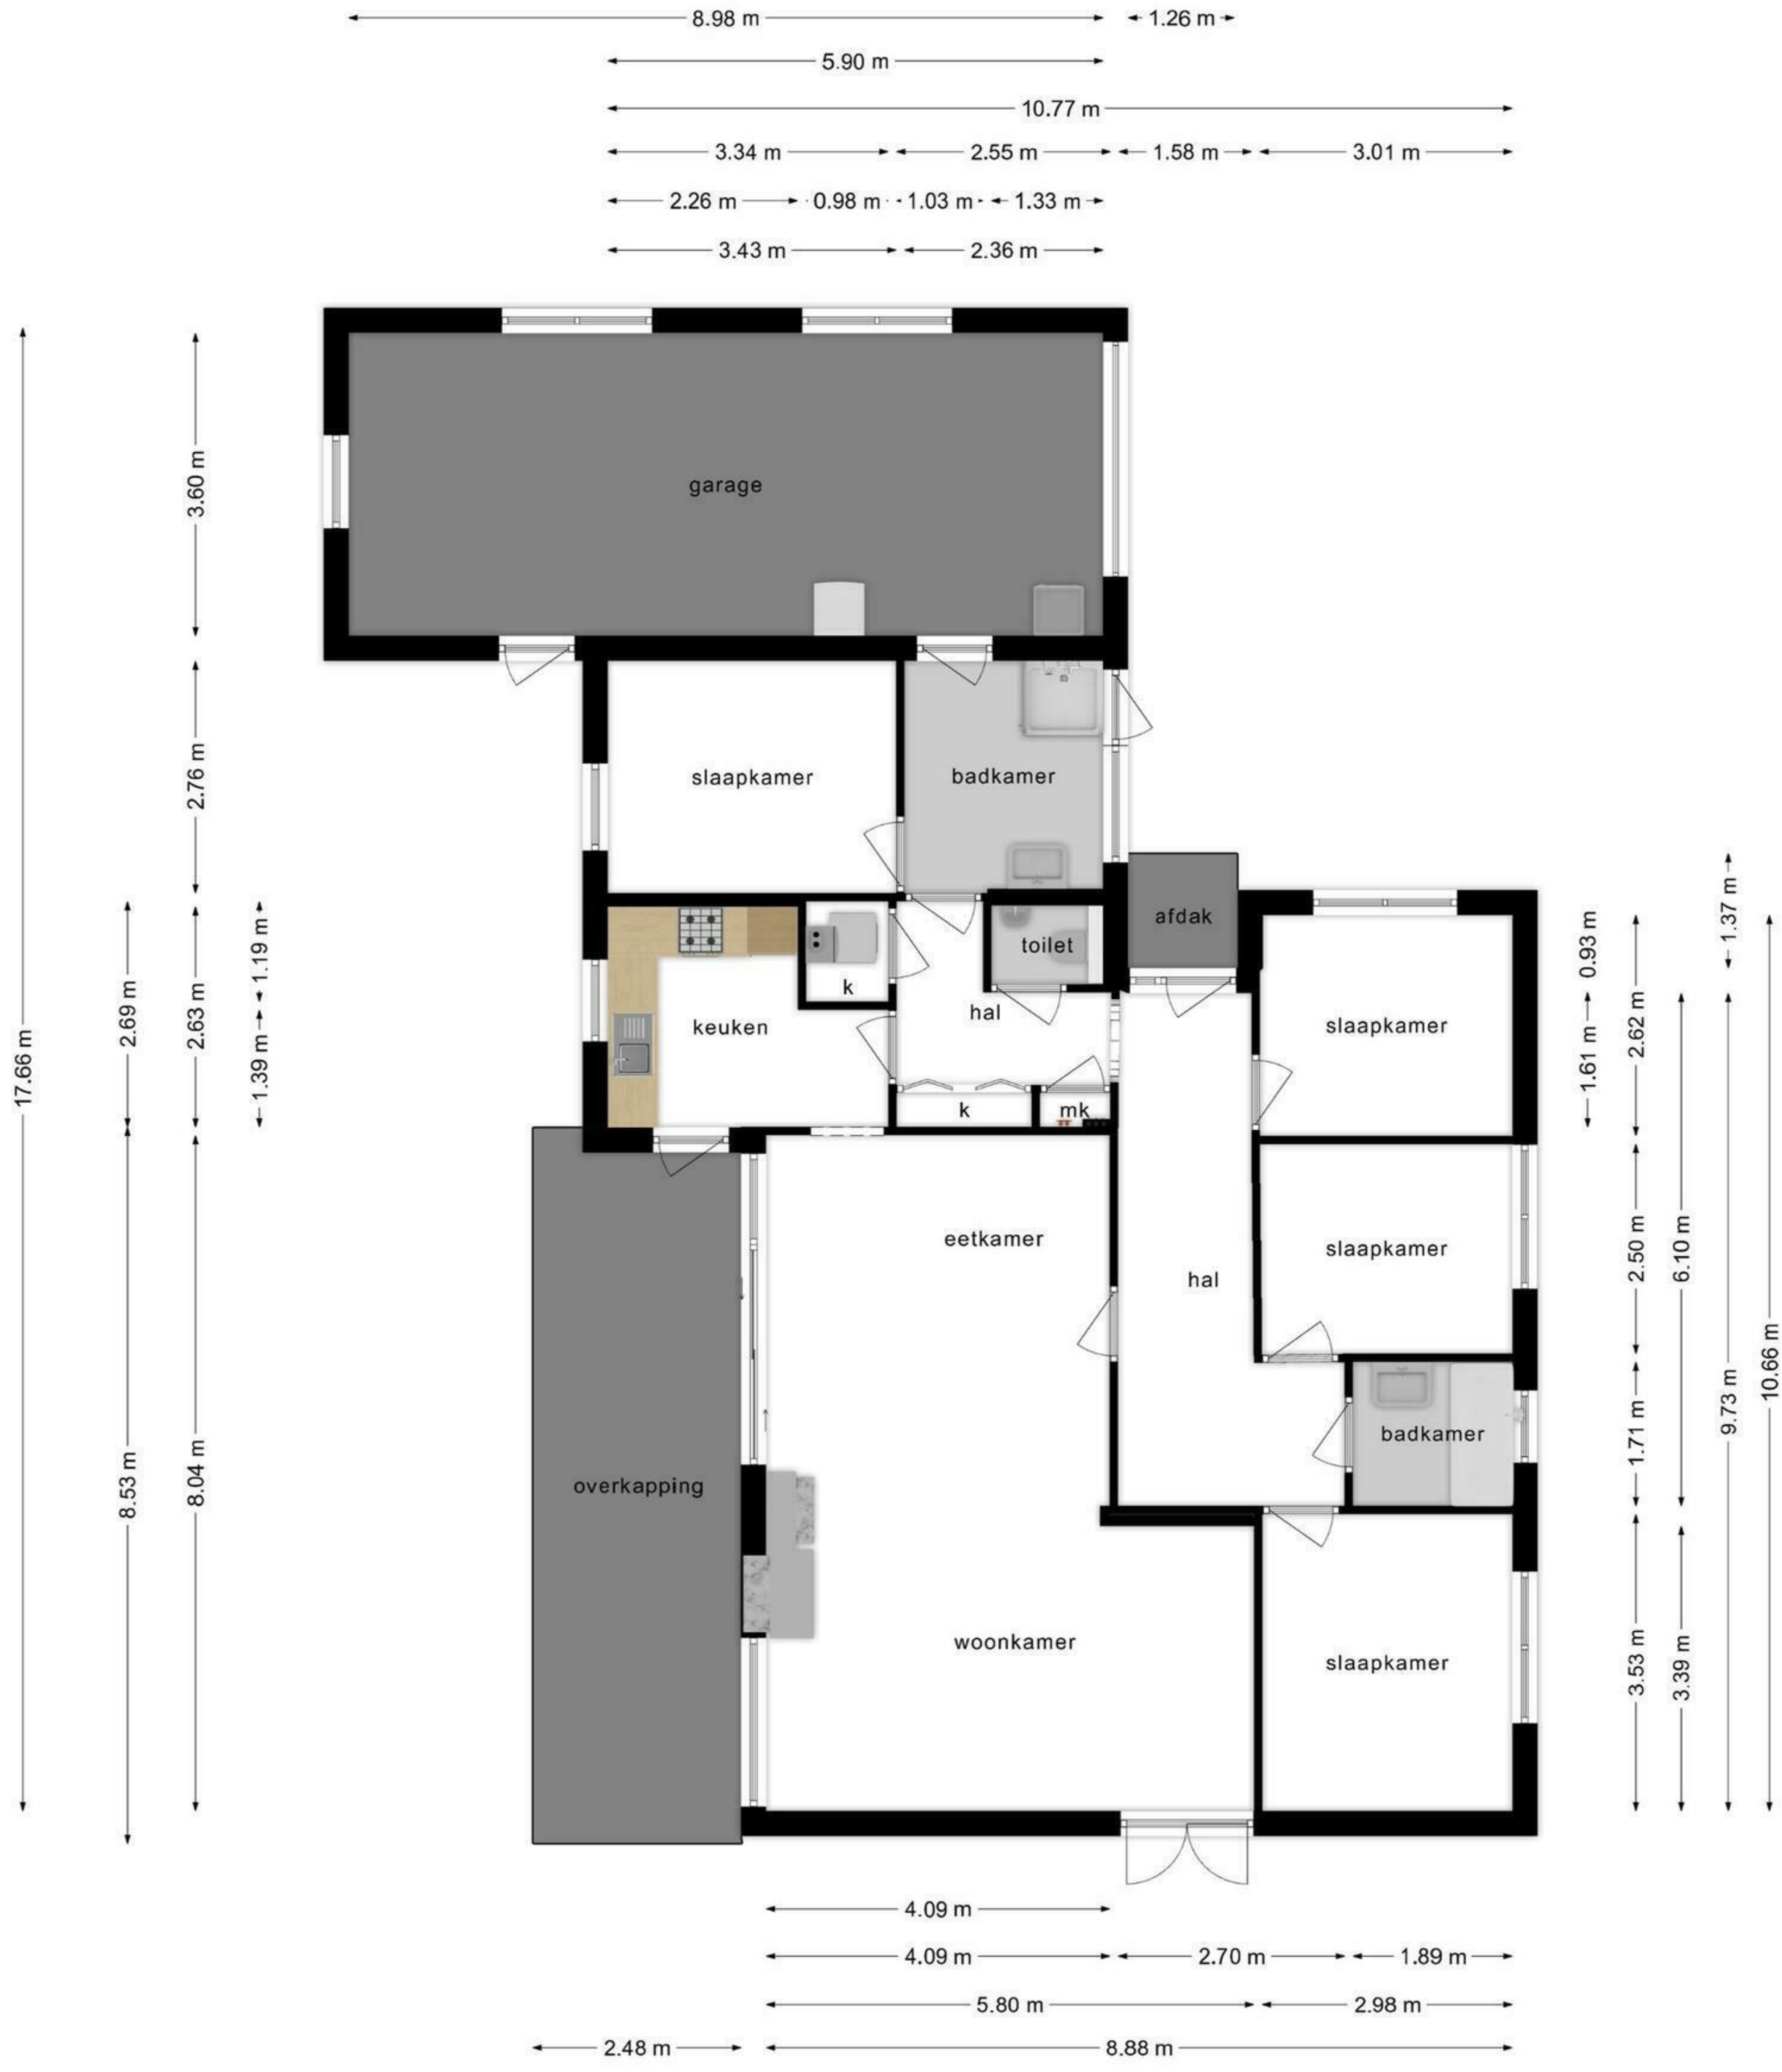 8.98 m 1.26 m
5.90 m
10.77 m
3.34 m 2.55 m 1.58 m 3.01 m
2.26 m 0.98 m 1.03 m 1.33 m
3.43 m 2.36 m
garage
slaapkamer
badkamer
afdak
toilet
k
hal
keuken
slaapkamer
k
mk
eetkamer
slaapkamer
hal
badkamer
overkapping
woonkamer
slaapkamer
17.66 m
2.69 m
8.53 m
3.60 m
2.76 m
2.63 m
8.04 m
1.19 m
1.39 m
0.93 m
1.61 m
2.62 m
2.50 m
1.71 m
3.53 m
6.10 m
3.39 m
1.37 m
9.73 m
10.66 m
4.09 m
4.09 m 2.70 m 1.89 m
5.80 m 2.98 m
2.48 m 8.88 m